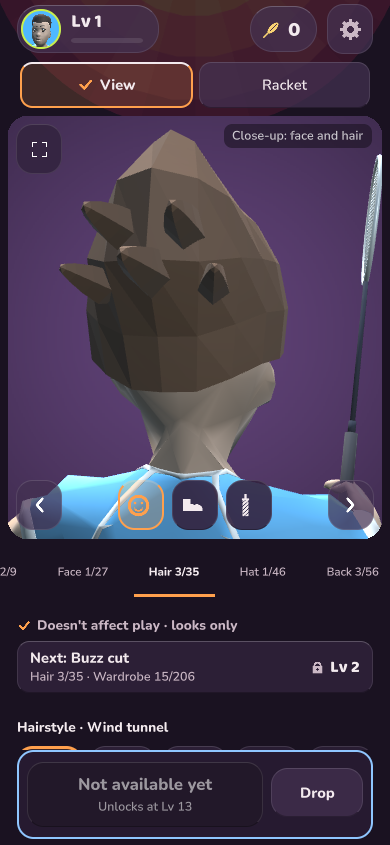 Lv 1
0
View
Racket
Close-up: face and hair
2/9
Face 1/27
Hair 3/35
Hat 1/46
Back 3/56
Doesn't affect play · looks only
Next: Buzz cut
Hair 3/35 · Wardrobe 15/206
Lv 2
Hairstyle · Wind tunnel
Not available yet
Unlocks at Lv 13
Drop